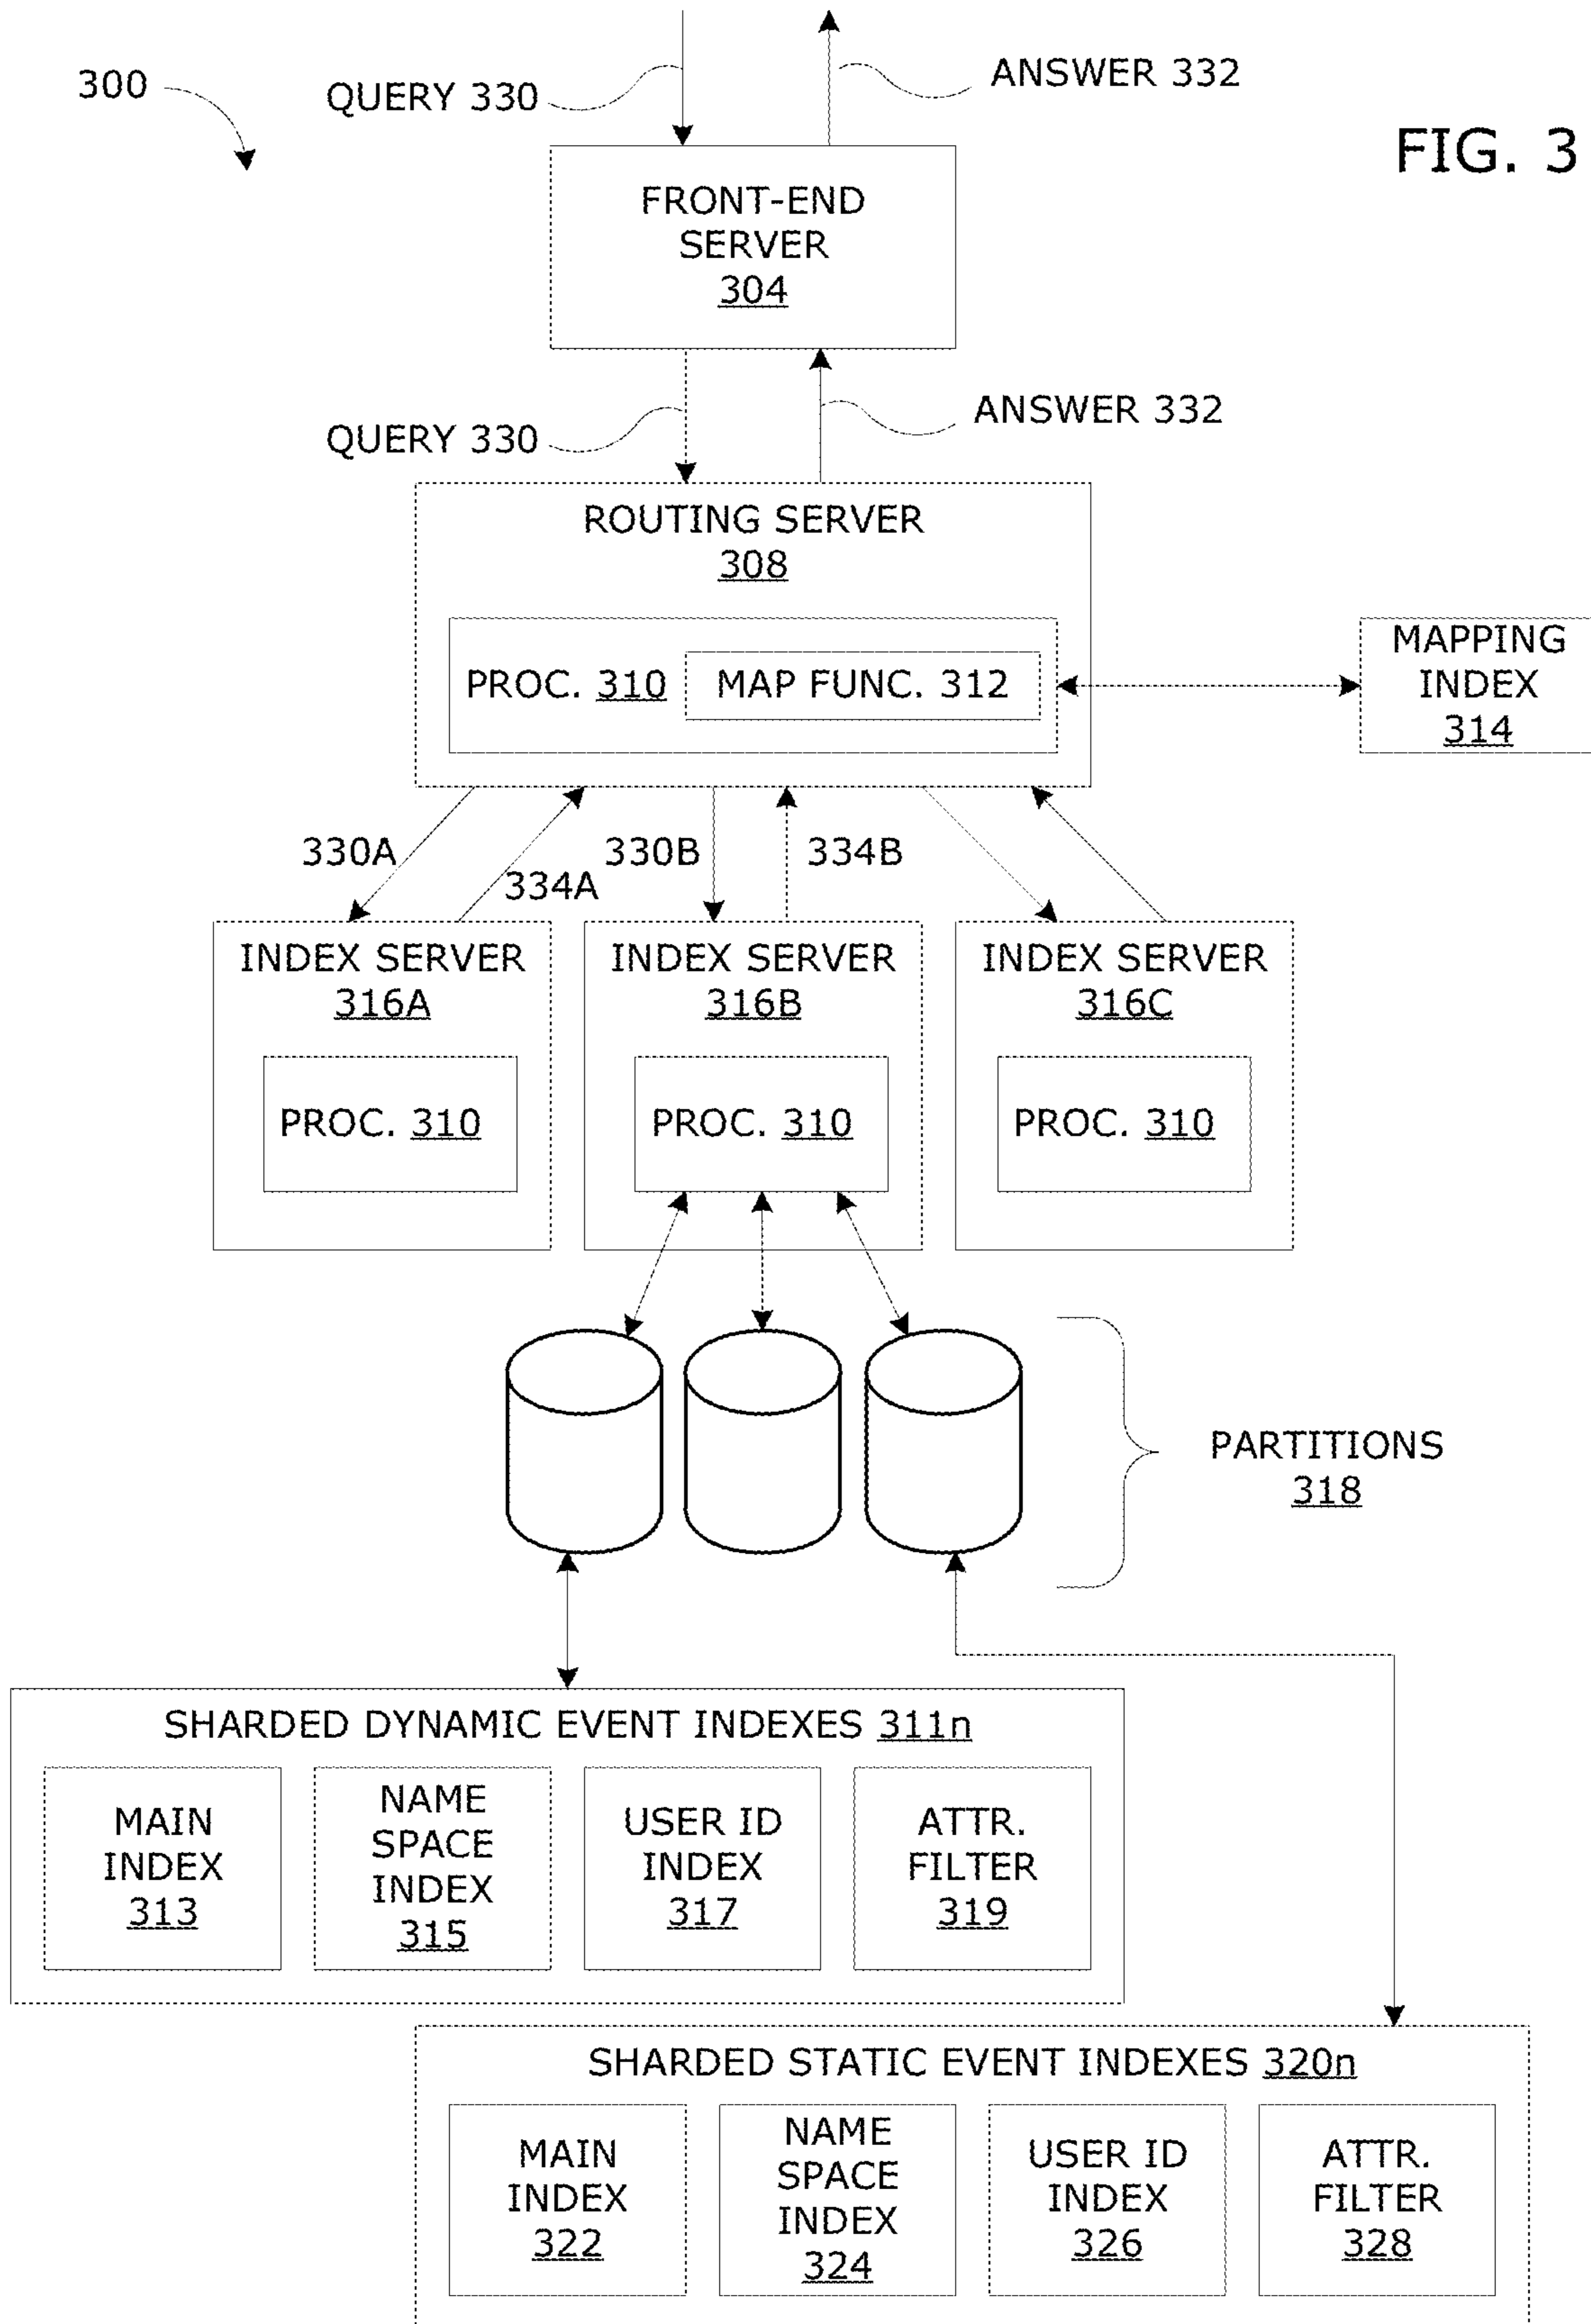 300
QUERY 330
ANSWER 332
FIG. 3
FRONT-END
SERVER
304
QUERY 330
ANSWER 332
ROUTING SERVER
308
PROC. 310
MAP FUNC. 312
MAPPING
INDEX
314
330A
334A
330B
334B
INDEX SERVER
316A
PROC. 310
INDEX SERVER
316B
PROC. 310
INDEX SERVER
316C
PROC. 310
PARTITIONS
318
SHARDED DYNAMIC EVENT INDEXES 311n
MAIN
INDEX
313
NAME
SPACE
INDEX
315
USER ID
INDEX
317
ATTR.
FILTER
319
SHARDED STATIC EVENT INDEXES 320n
MAIN
INDEX
322
NAME
SPACE
INDEX
324
USER ID
INDEX
326
ATTR.
FILTER
328